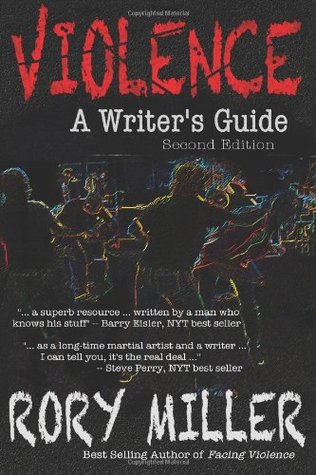 VIOLENCE
A Writer's Guide
Second Edition
"... a superb resource ... written by a man who
knows his stuff" -- Barry Eisler, NYT best seller
"... as a long-time martial artist and a writer ...
I can tell you, it's the real deal ..."
-- Steve Perry, NYT best seller
RORY MILLER
Best Selling Author of Facing Violence